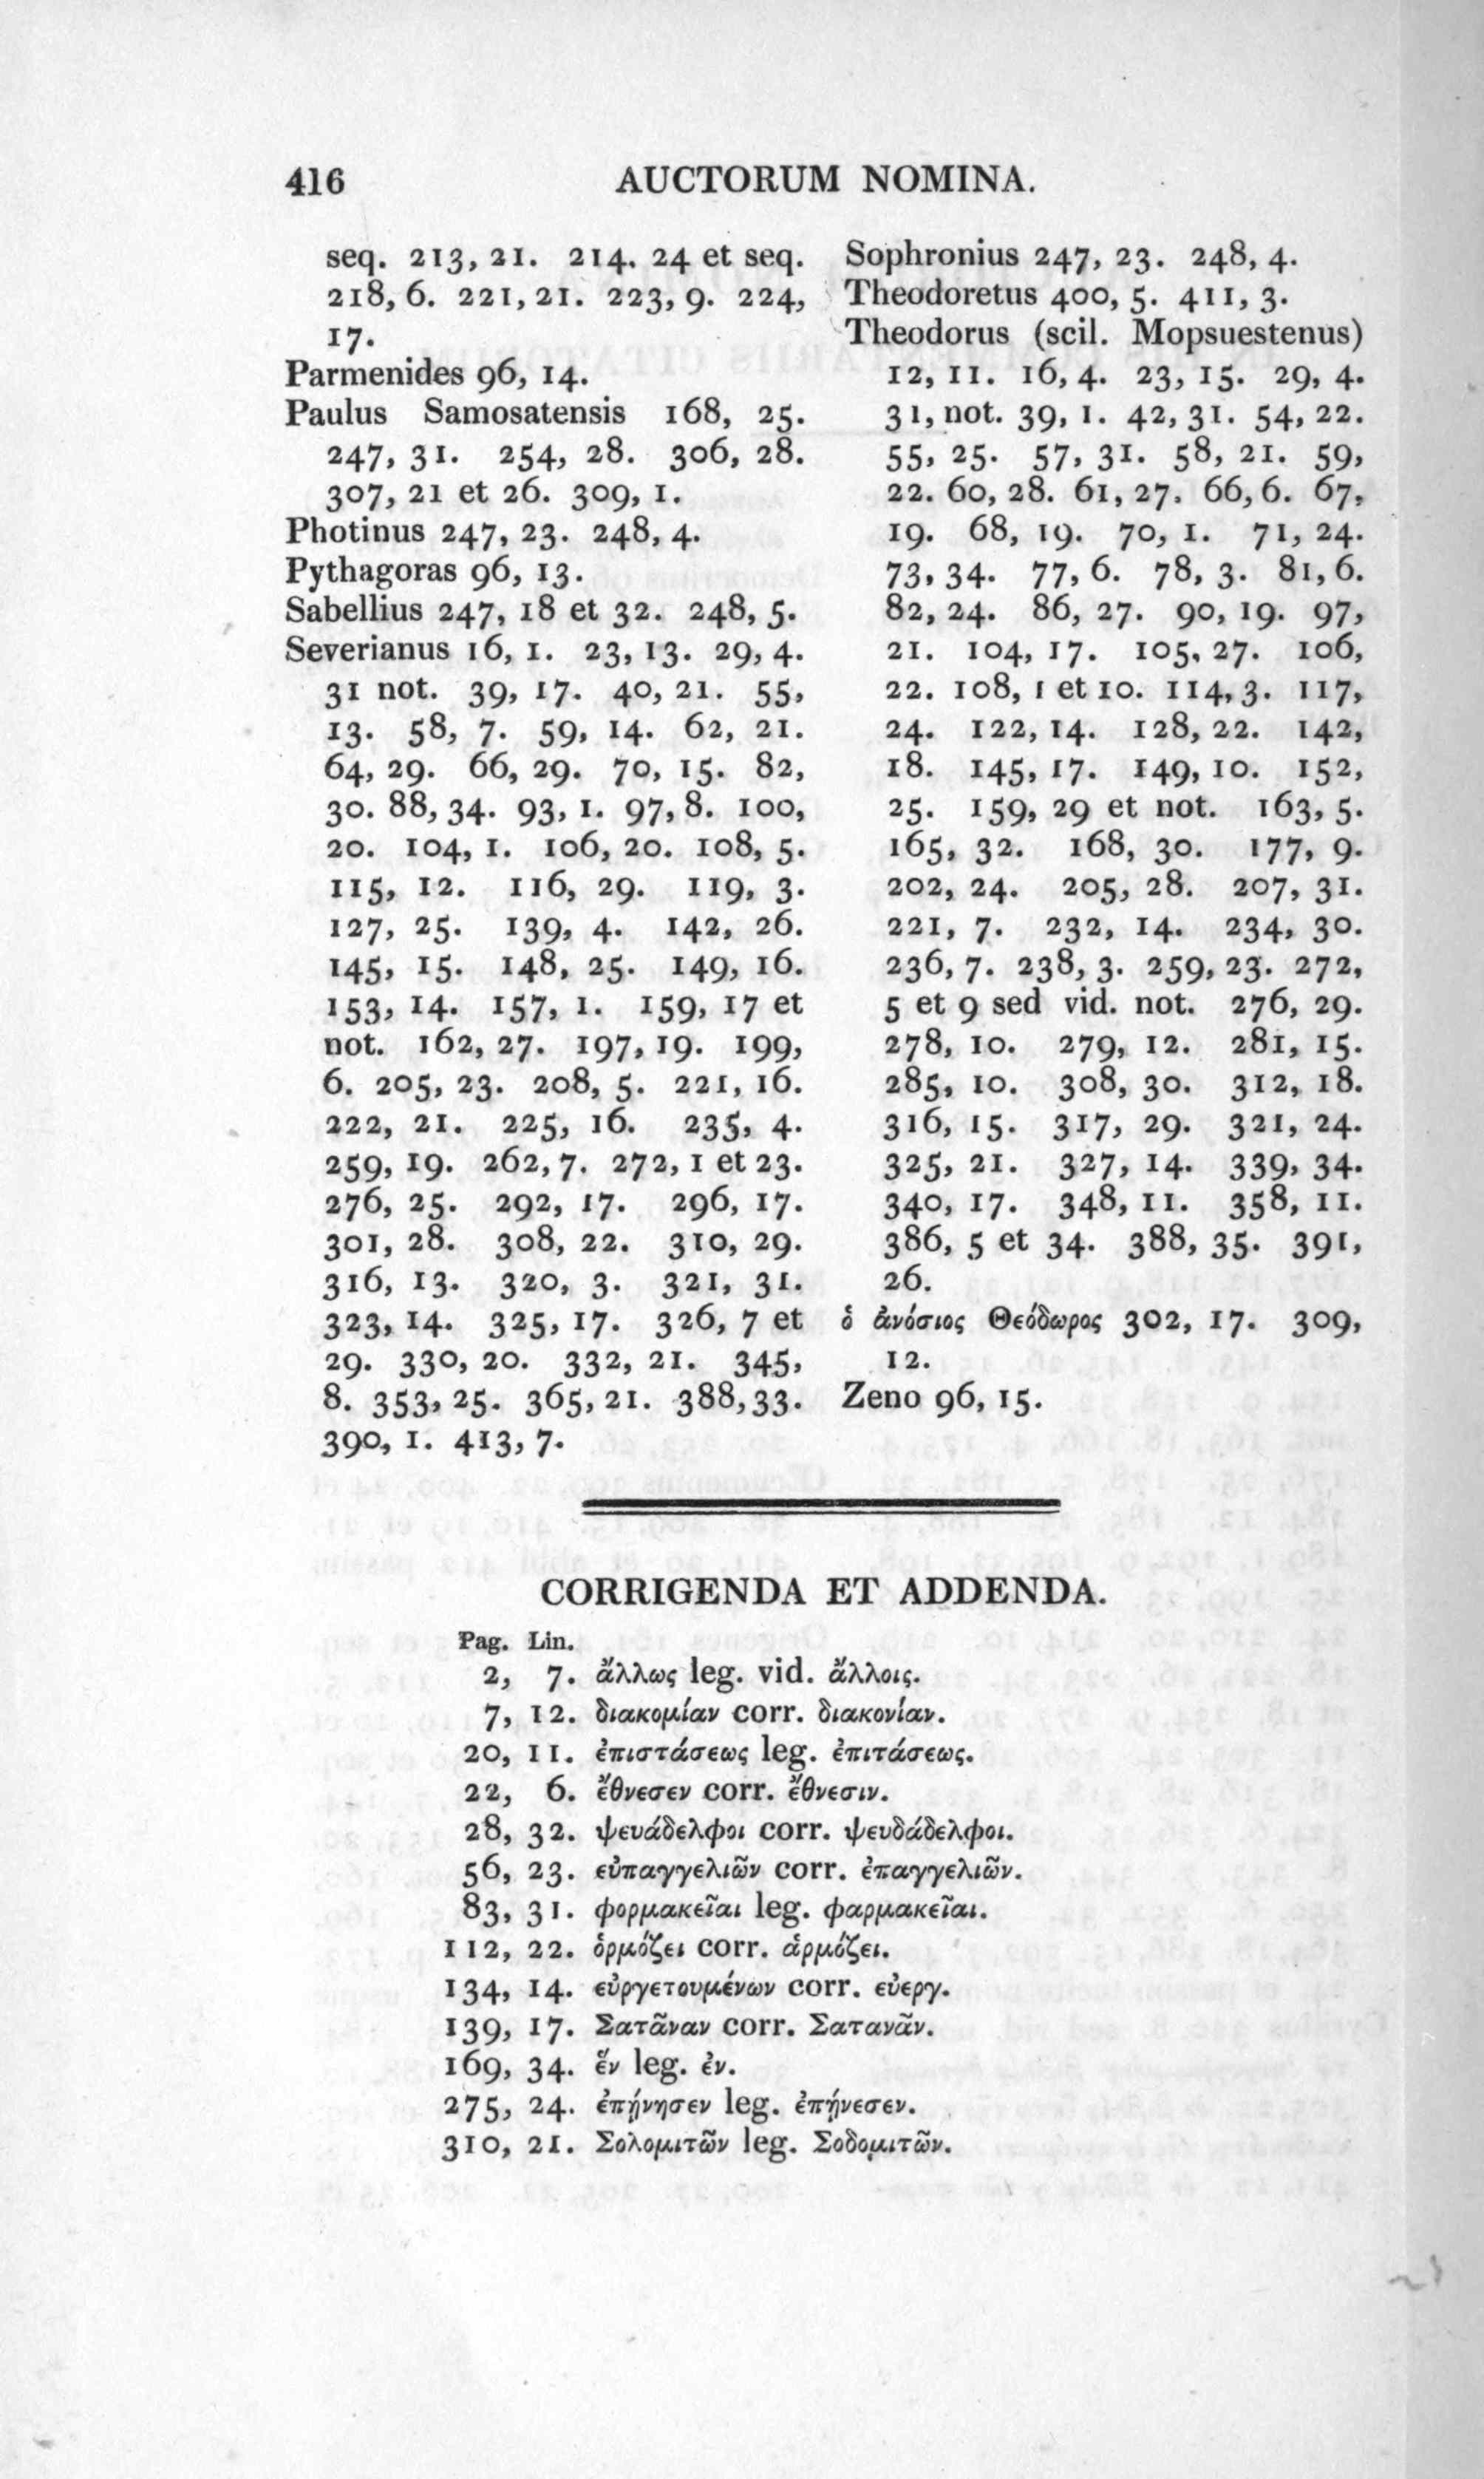 416 AUCTORUM NOMINA.
seq. 213, 21. 214. 24 et seq.
218, 6. 221, 21. 223, 9. 224,
17.
Parmenides 96, 14.
Paulus Samosatensis 168, 25.
247, 31. 254, 28. 306, 28.
307, 21 et 26. 309, 1.
Photinus 247, 23. 248, 4.
Pythagoras 96, 13.
Sabellius 247, 18 et 32. 248, 5.
Severianus 16, 1. 23, 13. 29, 4.
31 not. 39, 17. 40, 21. 55,
13. 58, 7. 59, 14. 62, 21.
64, 29. 66, 29. 70, 15. 82,
30. 88, 34. 93, 1. 97, 8. 100,
20. 104, 1. 106, 20. 108, 5.
115, 12. 116, 29. 119, 3.
127, 25. 139, 4. 142, 26.
145, 15. 148, 25. 149, 16.
153, 14. 157, 1. 159, 17 et
not. 162, 27. 197, 19. 199,
6. 205, 23. 208, 5. 221, 16.
222, 21. 225, 16. 235, 4.
259, 19. 262, 7. 272, 1 et 23.
276, 25. 292, 17. 296, 17.
301, 28. 308, 22. 310, 29.
316, 13. 320, 3. 321, 31.
323, 14. 325, 17. 326, 7 et
29. 330, 20. 332, 21. 345,
8. 353, 25. 365, 21. 388, 33.
390, 1. 413, 7.
Sophronius 247, 23. 248, 4.
Theodoretus 400, 5. 411, 3.
Theodorus (scil. Mopsuestenus)
12, 11. 16, 4. 23, 15. 29, 4.
31, not. 39, 1. 42, 31. 54, 22.
55, 25. 57, 31. 58, 21. 59,
22. 60, 28. 61, 27. 66, 6. 67,
19. 68, 19. 70, 1. 71, 24.
73, 34. 77, 6. 78, 3. 81, 6.
82, 24. 86, 27. 90, 19. 97,
21. 104, 17. 105, 27. 106,
22. 108, 1 et 10. 114, 3. 117,
24. 122, 14. 128, 22. 142,
18. 145, 17. 149, 10. 152,
25. 159, 29 et not. 163, 5.
165, 32. 168, 30. 177, 9.
202, 24. 205, 28. 207, 31.
221, 7. 232, 14. 234, 30.
236, 7. 238, 3. 259, 23. 272,
5 et 9 sed vid. not. 276, 29.
278, 10. 279, 12. 281, 15.
285, 10. 308, 30. 312, 18.
316, 15. 317, 29. 321, 24.
325, 21. 327, 14. 339, 34.
340, 17. 348, 11. 358, 11.
386, 5 et 34. 388, 35. 391,
26.
ὁ ἀνόσιος Θεόδωρος 302, 17. 309,
12.
Zeno 96, 15.
CORRIGENDA ET ADDENDA.
Pag. Lin.
2, 7. ἄλλως leg. vid. ἄλλοις.
7, 12. διακομίαν corr. διακονίαν.
20, 11. ἐπιστάσεως leg. ἐπιτάσεως.
22, 6. ἔθνεσεν corr. ἔθνεσιν.
28, 32. ψευάδελφοι corr. ψευδάδελφοι.
56, 23. εὐπαγγελιῶν corr. ἐπαγγελιῶν.
83, 31. φορμακεῖαι leg. φαρμακεῖαι.
112, 22. ὁρμόζει corr. ἁρμόζει.
134, 14. εὐργετουμένων corr. εὐεργ.
139, 17. Σατᾶναν corr. Σατανᾶν.
169, 34. ἕν leg. ἐν.
275, 24. ἐπῄνησεν leg. ἐπῄνεσεν.
310, 21. Σολομιτῶν leg. Σοδομιτῶν.